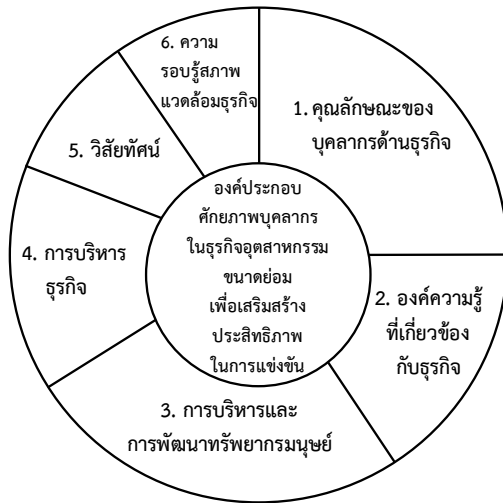 6. ความ
รอบรู้สภาพ
แวดล้อมธุรกิจ
1. คุณลักษณะของ
บุคลากรด้านธุรกิจ
5. วิสัยทัศน์
องค์ประกอบ
ศักยภาพบุคลากร
ในธุรกิจอุตสาหกรรม
ขนาดย่อม
เพื่อเสริมสร้าง
ประสิทธิภาพ
ในการแข่งขัน
4. การบริหาร
ธุรกิจ
2. องค์ความรู้
ที่เกี่ยวข้อง
กับธุรกิจ
3. การบริหารและ
การพัฒนาทรัพยากรมนุษย์